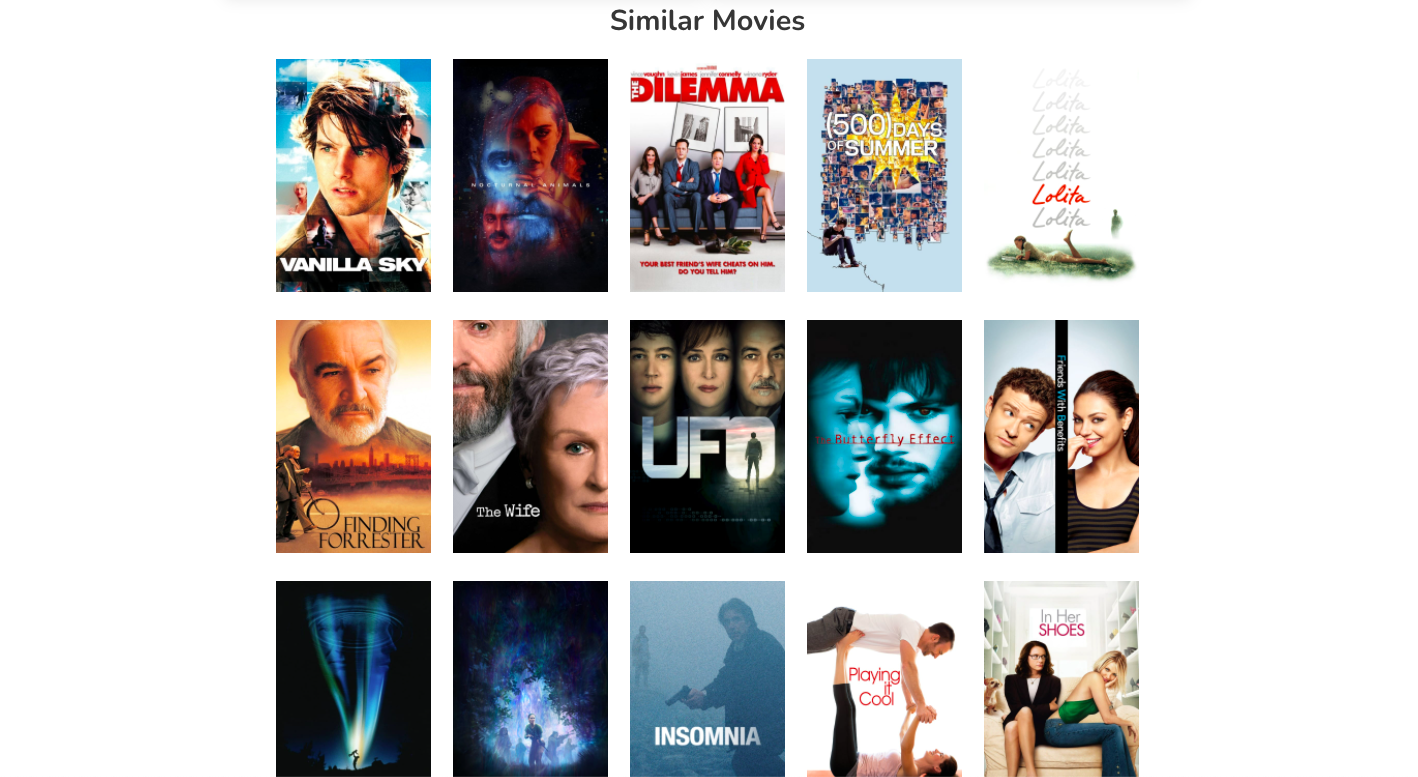 Similar Movies
VANILLA SKY
NOCTURNAL ANIMALS
vaughn kevin james jennifer connelly winona ryder
THE DILEMMA
YOUR BEST FRIEND'S WIFE CHEATS ON HIM.
DO YOU TELL HIM?
(500) DAYS
OF SUMMER
Lolita
Lolita
Lolita
Lolita
Lolita
Lolita
Lolita
FINDING
FORRESTER
The Wife
UFO
The Butterfly Effect
Friends With Benefits
INSOMNIA
Playing
it
Cool
In Her
SHOES